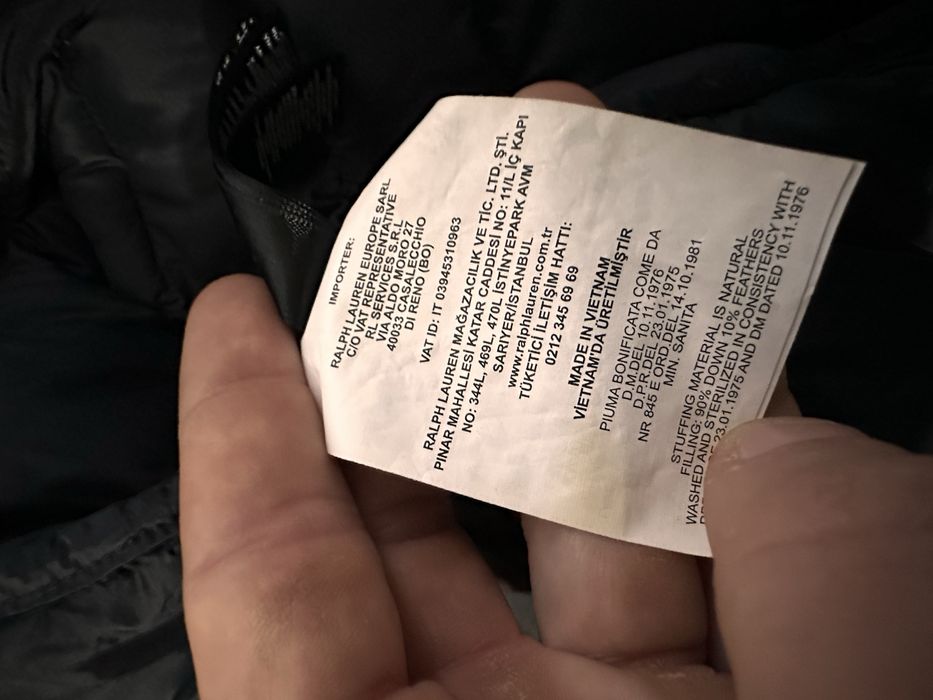 IMPORTER:
RALPH LAUREN EUROPE SARL
C/O VAT REPRESENTATIVE
RL SERVICES S.R.L
VIA ALDO MORO 27
40033 CASALECCHIO
DI RENO (BO)
VAT ID: IT 03945310963
RALPH LAUREN MAĞAZACILIK VE TİC. LTD. ŞTİ.
PINAR MAHALLESİ KATAR CADDESİ NO: 11/L İÇ KAPI
NO: 344L, 469L, 470L İSTİNYEPARK AVM
SARIYER/İSTANBUL
www.ralphlauren.com.tr
TÜKETİCİ İLETİŞİM HATTI:
0212 345 69 69
MADE IN VIETNAM
VIETNAM'DA ÜRETİLMİŞTİR
PIUMA BONIFICATA COME DA
D.M.DEL 10.11.1976
D.P.R.DEL 23.01.1975
NR 845 E ORD.DEL
MIN. SANITA 14.10.1981
STUFFING MATERIAL IS NATURAL
FILLING: 90% DOWN 10% FEATHERS
WASHED AND STERILIZED IN CONSISTENCY WITH
23.01.1975 AND DM DATED 10.11.1976